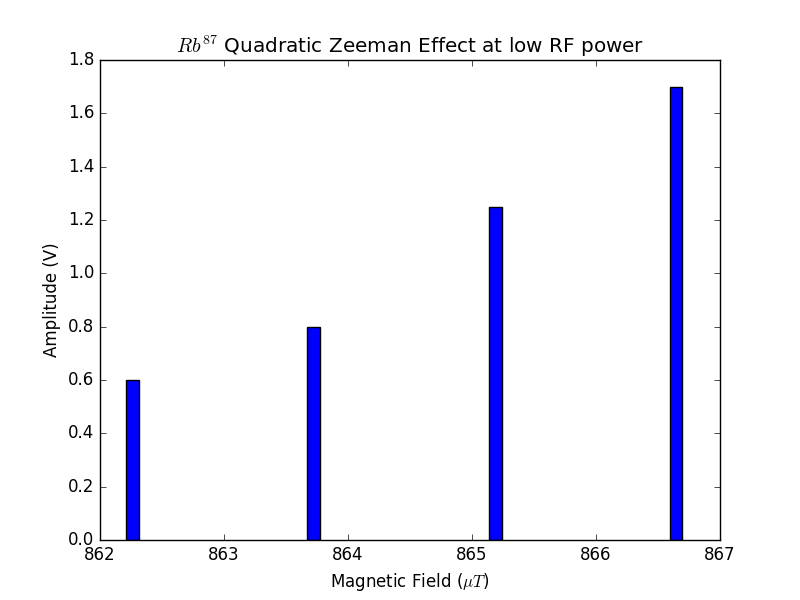 Rb^87 Quadratic Zeeman Effect at low RF power
1.8
1.6
1.4
1.2
1.0
0.8
0.6
0.4
0.2
0.0
Amplitude (V)
862 863 864 865 866 867
Magnetic Field (μT)